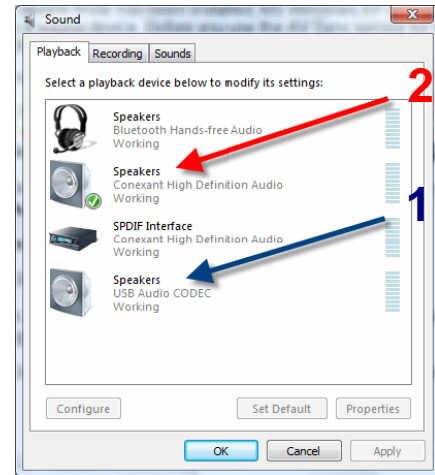 Sound
Playback
Recording
Sounds
Select a playback device below to modify its settings:
Speakers
Bluetooth Hands-free Audio
Working
2
Speakers
Conexant High Definition Audio
Working
1
SPDIF Interface
Conexant High Definition Audio
Working
Speakers
USB Audio CODEC
Working
Configure
Set Default
Properties
OK
Cancel
Apply